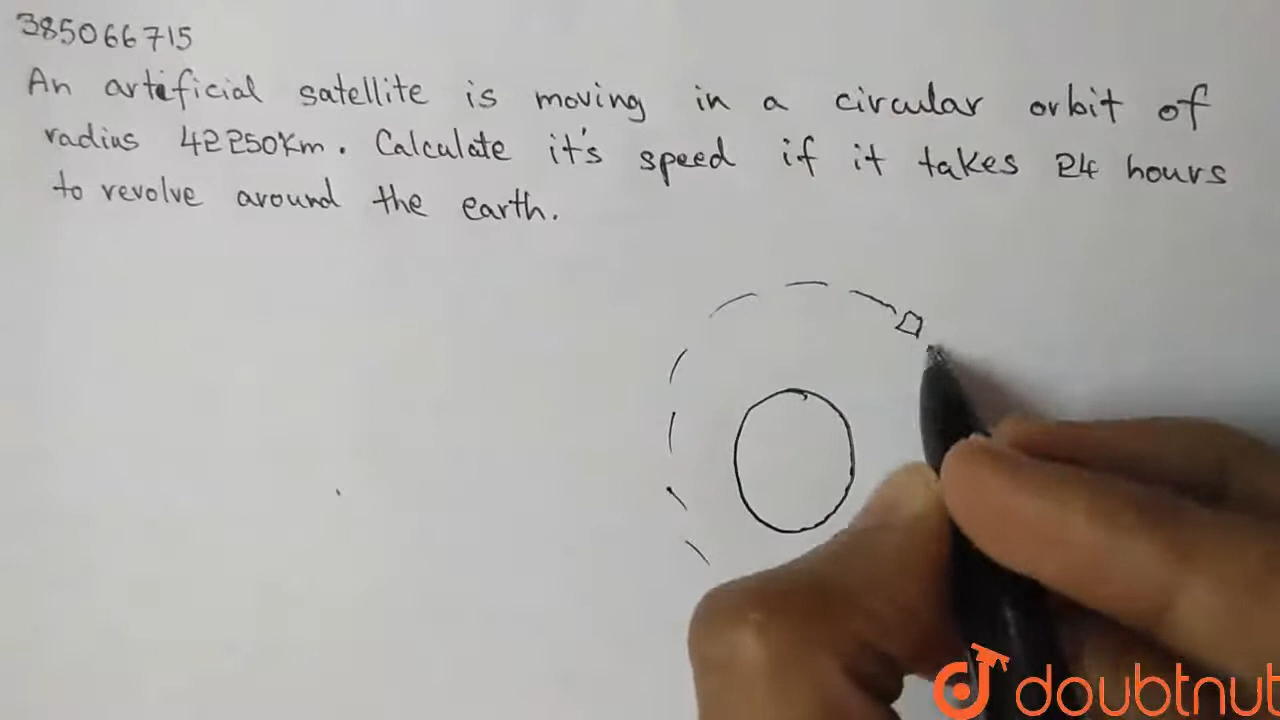 385066715
An artificial satellite is moving in a circular orbit of
radius 42250Km. Calculate it's speed if it takes 24 hours
to revolve around the earth.
doubtnut